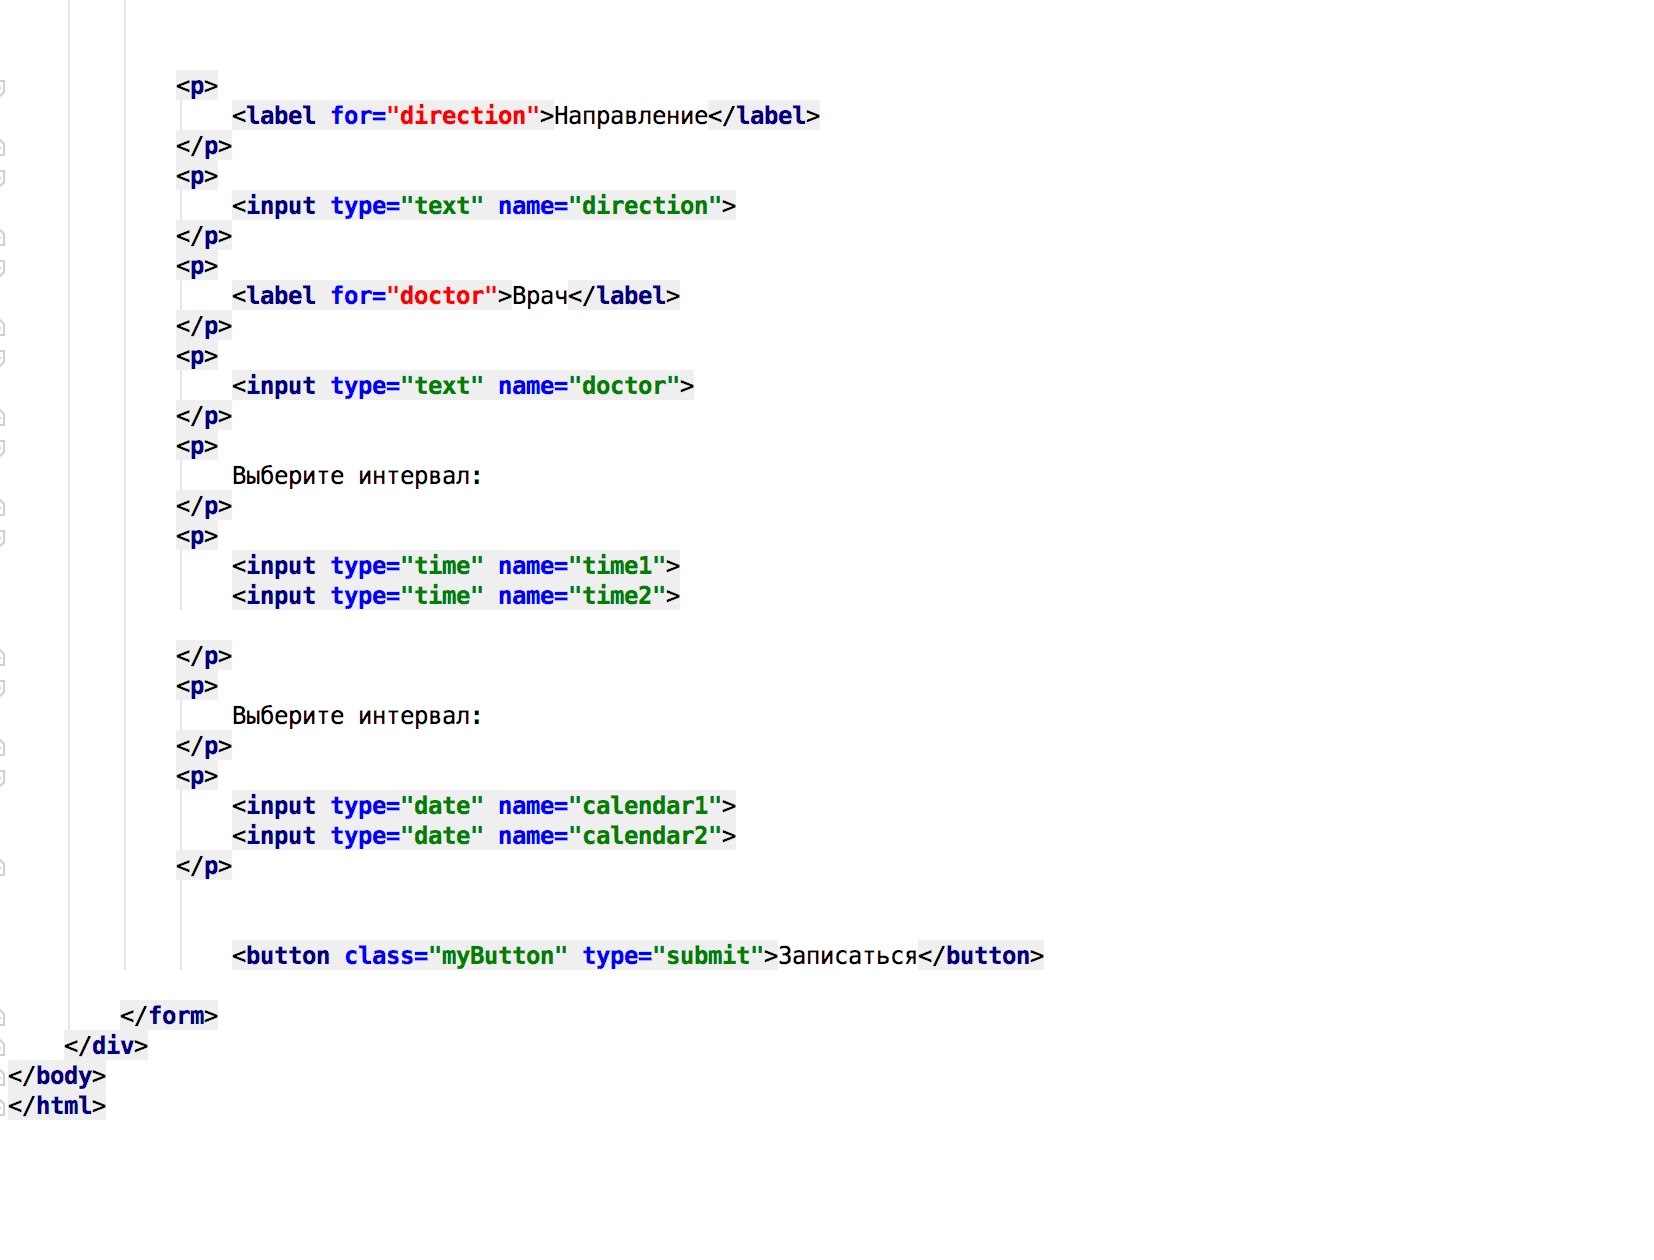 <p>
<label for="direction">Направление</label>
</p>
<p>
<input type="text" name="direction">
</p>
<p>
<label for="doctor">Врач</label>
</p>
<p>
<input type="text" name="doctor">
</p>
<p>
Выберите интервал:
</p>
<p>
<input type="time" name="time1">
<input type="time" name="time2">
</p>
<p>
Выберите интервал:
</p>
<p>
<input type="date" name="calendar1">
<input type="date" name="calendar2">
</p>
<button class="myButton" type="submit">Записаться</button>
</form>
</div>
</body>
</html>